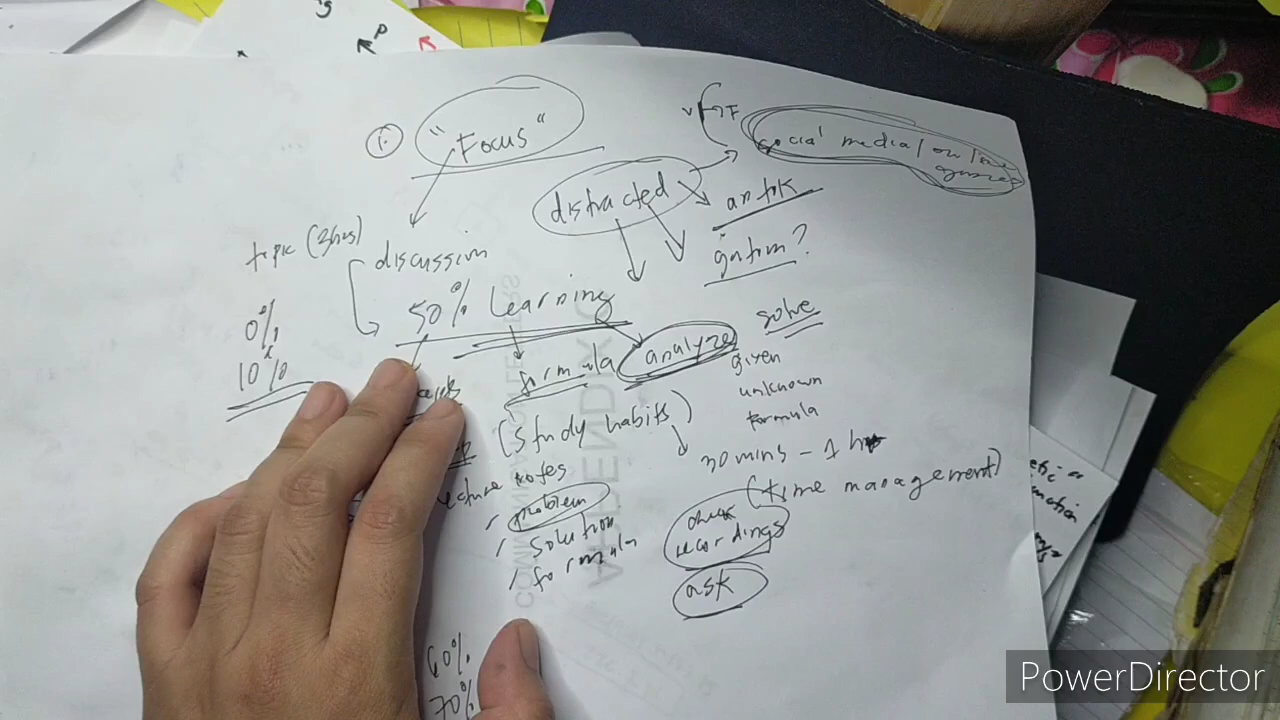 1.
"Focus"
V
F
social media/online
games
distracted
antok
gutom?
topic (3hrs)
discussion
50% learning
0%
10%
formula
analyze
solve
given
unknown
formula
(study habits)
30 mins - 1 hr
(time management)
lecture notes
/ problem
/ solution
/ formula
check
recordings
ask
60%
70%
PowerDirector